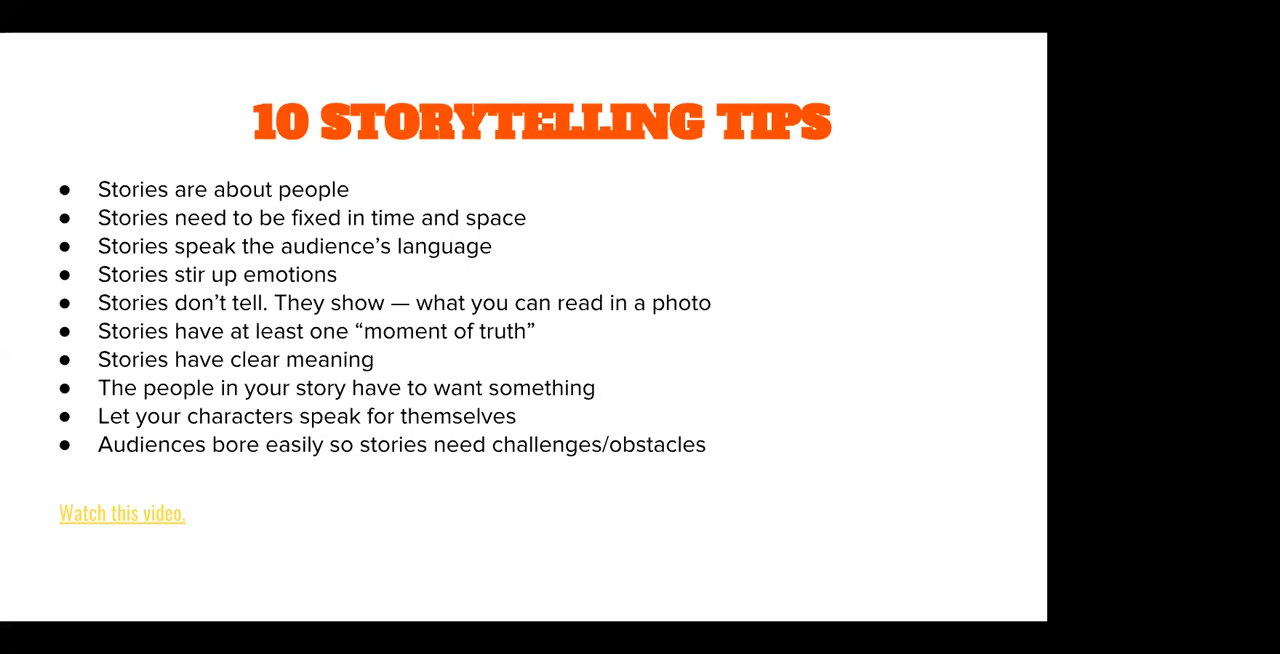 10 STORYTELLING TIPS
● Stories are about people
● Stories need to be fixed in time and space
● Stories speak the audience’s language
● Stories stir up emotions
● Stories don’t tell. They show — what you can read in a photo
● Stories have at least one “moment of truth”
● Stories have clear meaning
● The people in your story have to want something
● Let your characters speak for themselves
● Audiences bore easily so stories need challenges/obstacles
Watch this video.